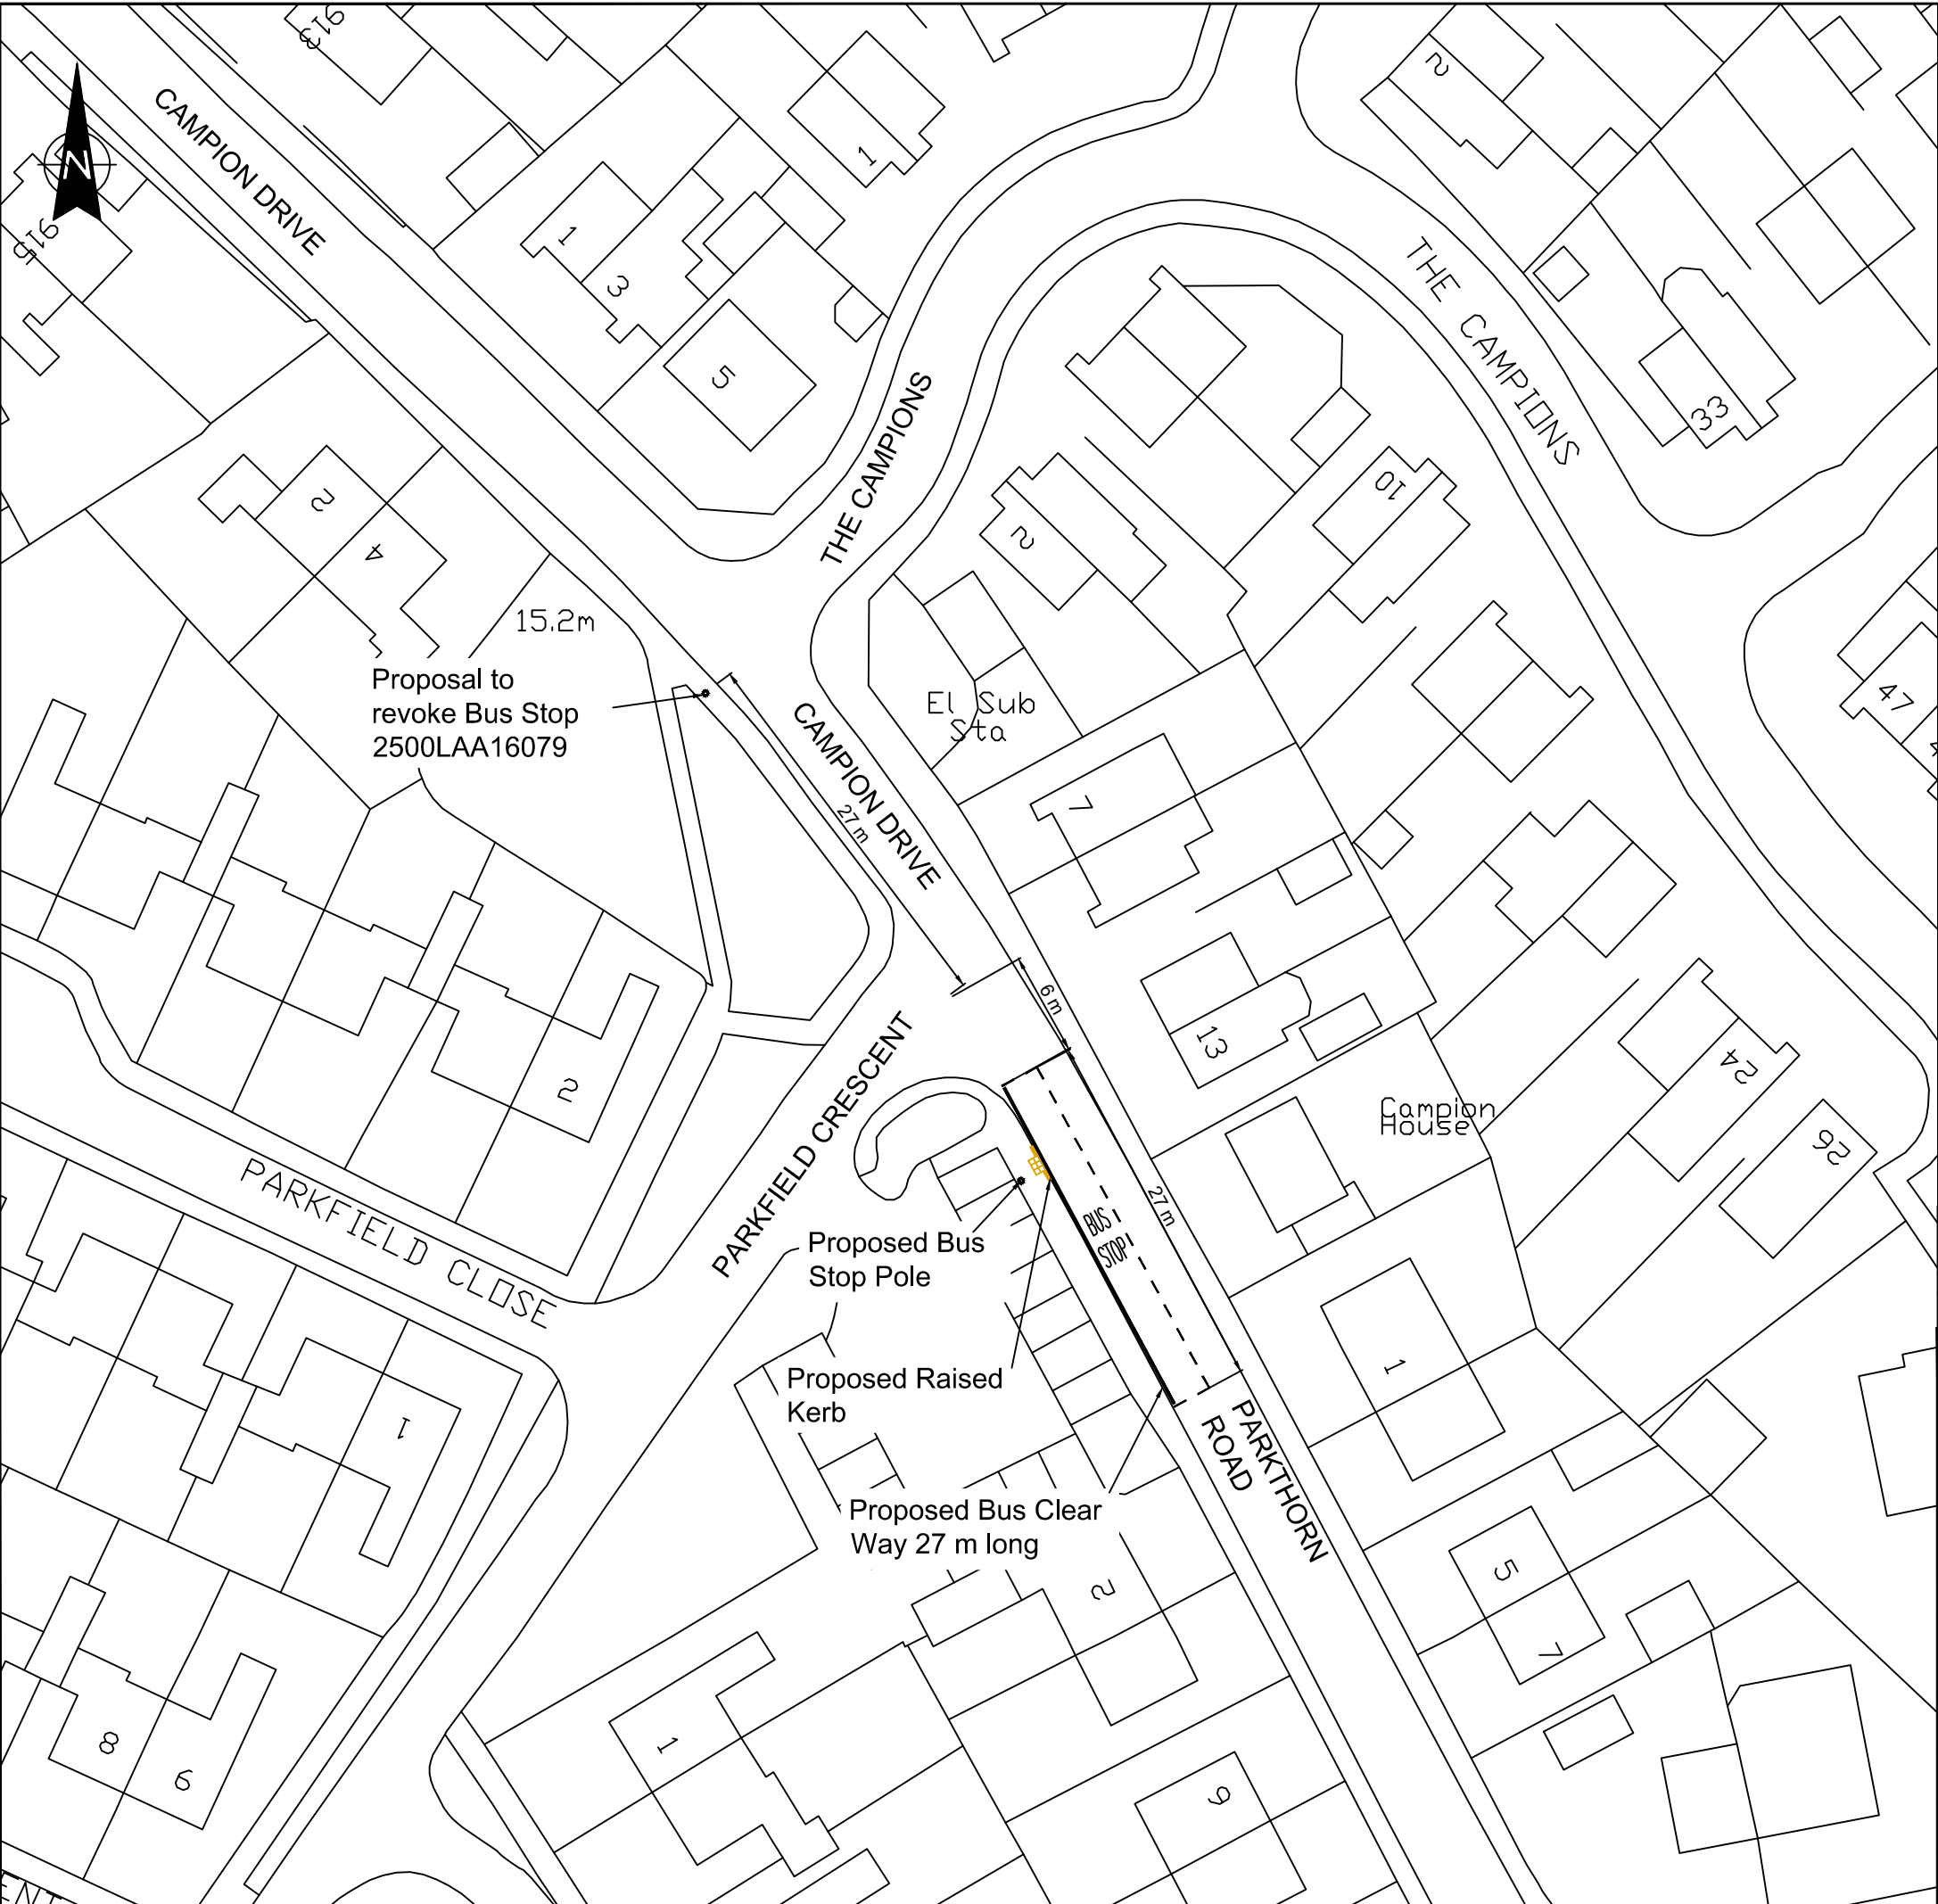 913
CAMPION DRIVE
N
915
1
3
5
1
2
THE CAMPIONS
33
THE CAMPIONS
2
10
2
4
15.2m
Proposal to
revoke Bus Stop
2500LAA16079
El Sub
Sta
47
CAMPION DRIVE
27 m
7
6 m
13
24
26
Campion
House
2
PARKFIELD CRESCENT
PARKFIELD CLOSE
27 m
BUS
STOP
Proposed Bus
Stop Pole
Proposed Raised
Kerb
1
1
PARKTHORN
ROAD
Proposed Bus Clear
Way 27 m long
2
5
7
8
6
1
9